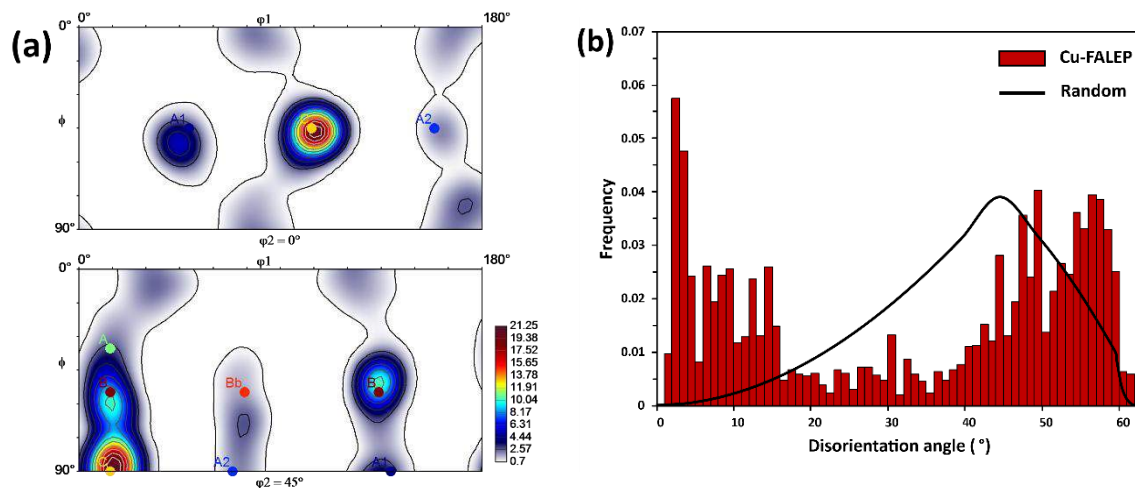 (a)
0° φ1 180°
A1
A2
ϕ
90°
φ2 = 0°
0° φ1 180°
A
ϕ
B
Bb
B
C
A2
A1
90°
φ2 = 45°
21.25
19.38
17.52
15.65
13.78
11.91
10.04
8.17
6.31
4.44
2.57
0.7
(b)
0.07
0.06
0.05
0.04
0.03
0.02
0.01
0
Frequency
Cu-FALEP
Random
0 10 20 30 40 50 60
Disorientation angle (°)